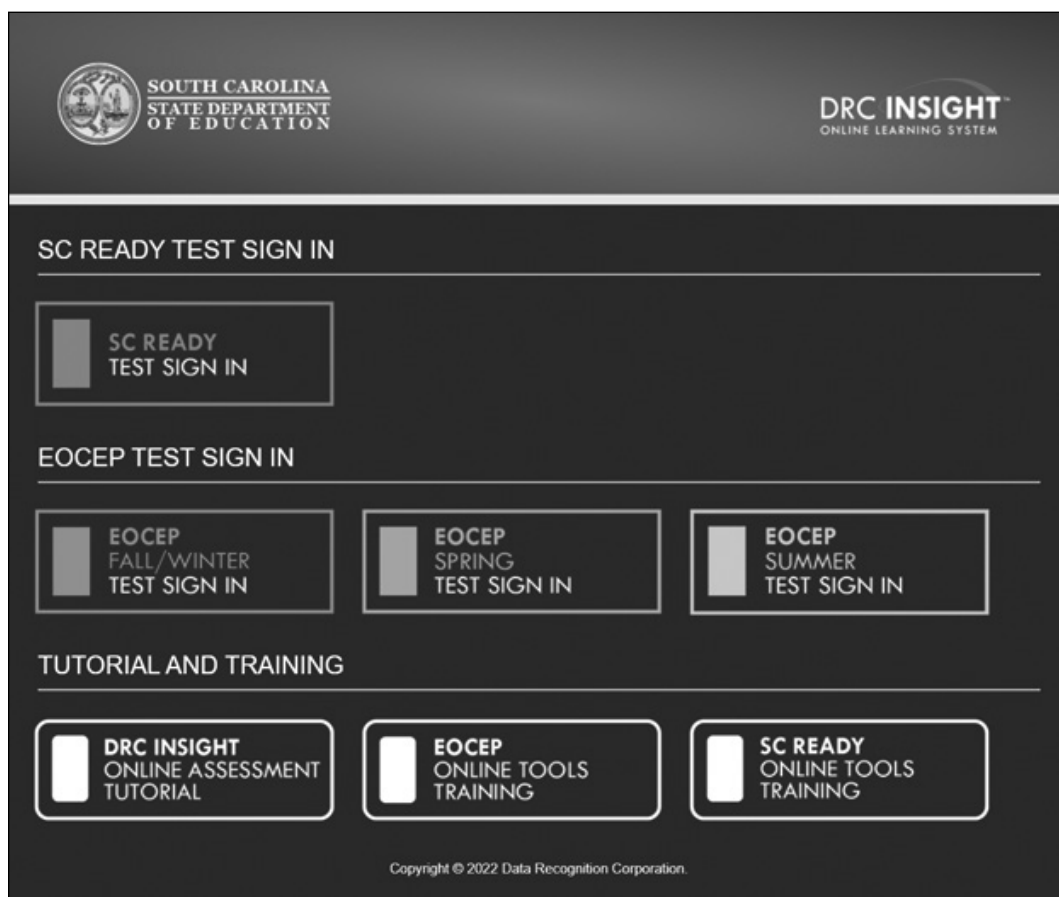 SOUTH CAROLINA
STATE DEPARTMENT
OF EDUCATION
DRC INSIGHT™
ONLINE LEARNING SYSTEM
SC READY TEST SIGN IN
SC READY
TEST SIGN IN
EOCEP TEST SIGN IN
EOCEP
FALL/WINTER
TEST SIGN IN
EOCEP
SPRING
TEST SIGN IN
EOCEP
SUMMER
TEST SIGN IN
TUTORIAL AND TRAINING
DRC INSIGHT
ONLINE ASSESSMENT
TUTORIAL
EOCEP
ONLINE TOOLS
TRAINING
SC READY
ONLINE TOOLS
TRAINING
Copyright © 2022 Data Recognition Corporation.